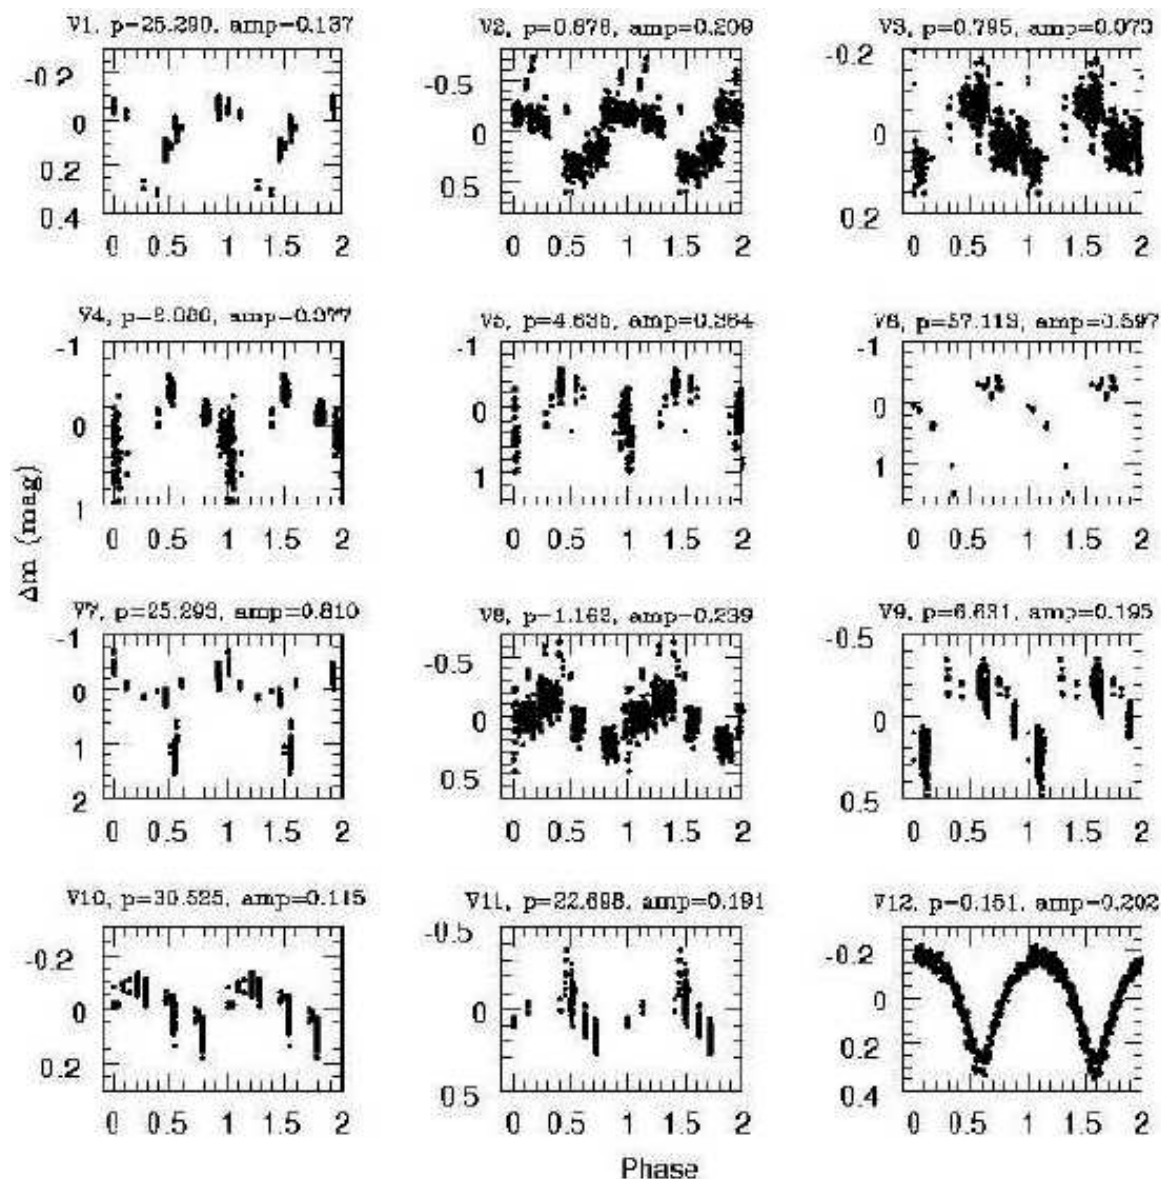 V1, p=25.290, amp=0.137
V2, p=0.878, amp=0.209
V3, p=0.795, amp=0.073
-0.2
0
0.2
0.4
-0.5
0
0.5
-0.2
0
0.2
0 0.5 1 1.5 2
0 0.5 1 1.5 2
0 0.5 1 1.5 2
V4, amp=0.377
V5, p=4.635, amp=0.364
V6, p=57.113, amp=0.597
-1
0
1
-1
0
1
-1
0
1
0 0.5 1 1.5 2
0 0.5 1 1.5 2
0 0.5 1 1.5 2
Δm (mag)
V7, p=25.293, amp=0.810
V8, p=1.162, amp=0.239
V9, p=6.631, amp=0.195
-1
0
1
2
-0.5
0
0.5
-0.5
0
0.5
0 0.5 1 1.5 2
0 0.5 1 1.5 2
0 0.5 1 1.5 2
V10, p=30.525, amp=0.115
V11, p=22.698, amp=0.191
V12, p=0.151, amp=0.202
-0.2
0
0.2
-0.5
0
0.5
-0.2
0
0.2
0.4
0 0.5 1 1.5 2
0 0.5 1 1.5 2
0 0.5 1 1.5 2
Phase